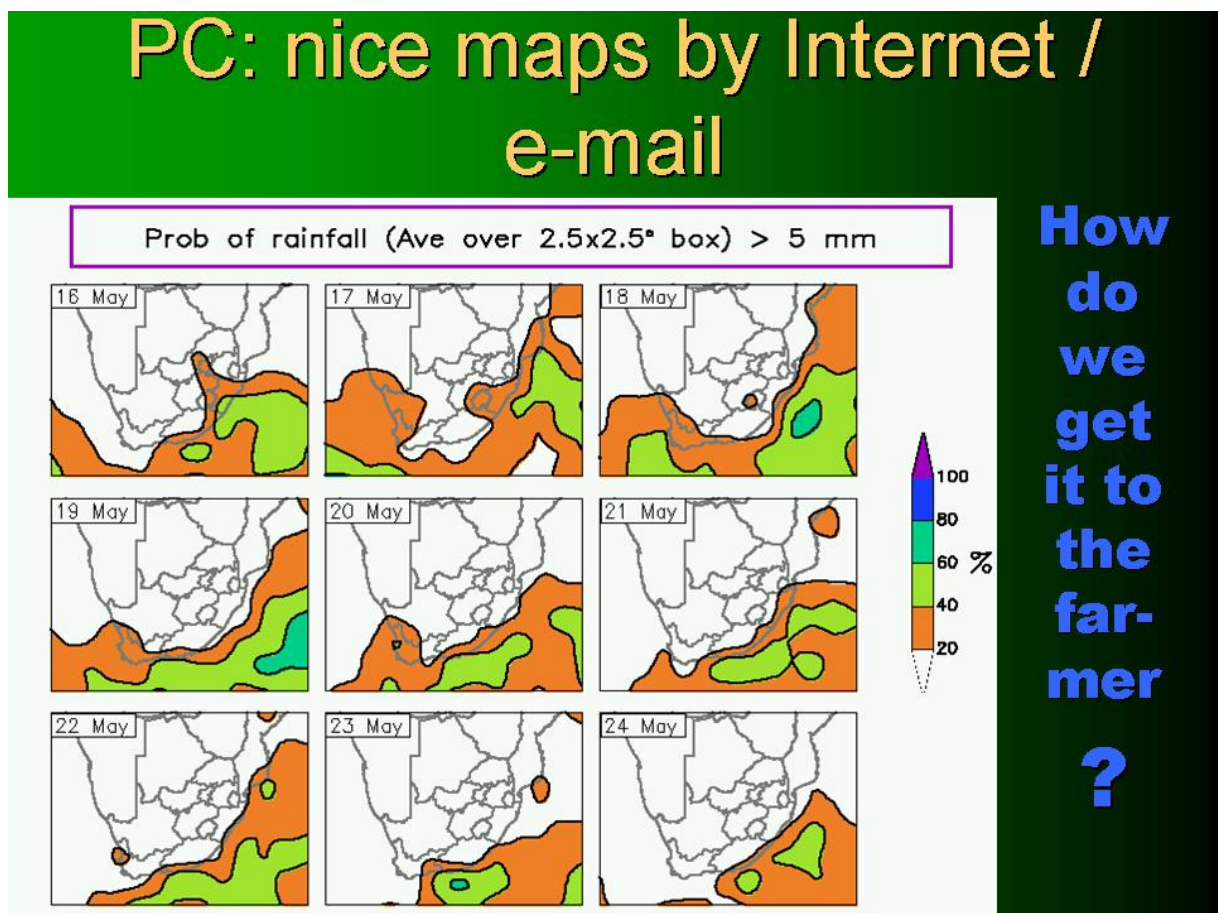 PC: nice maps by Internet /
e-mail
Prob of rainfall (Ave over 2.5x2.5° box) > 5 mm
16 May
17 May
18 May
19 May
20 May
21 May
22 May
23 May
24 May
100
80
60 %
40
20
How
do
we
get
it to
the
far-
mer
?